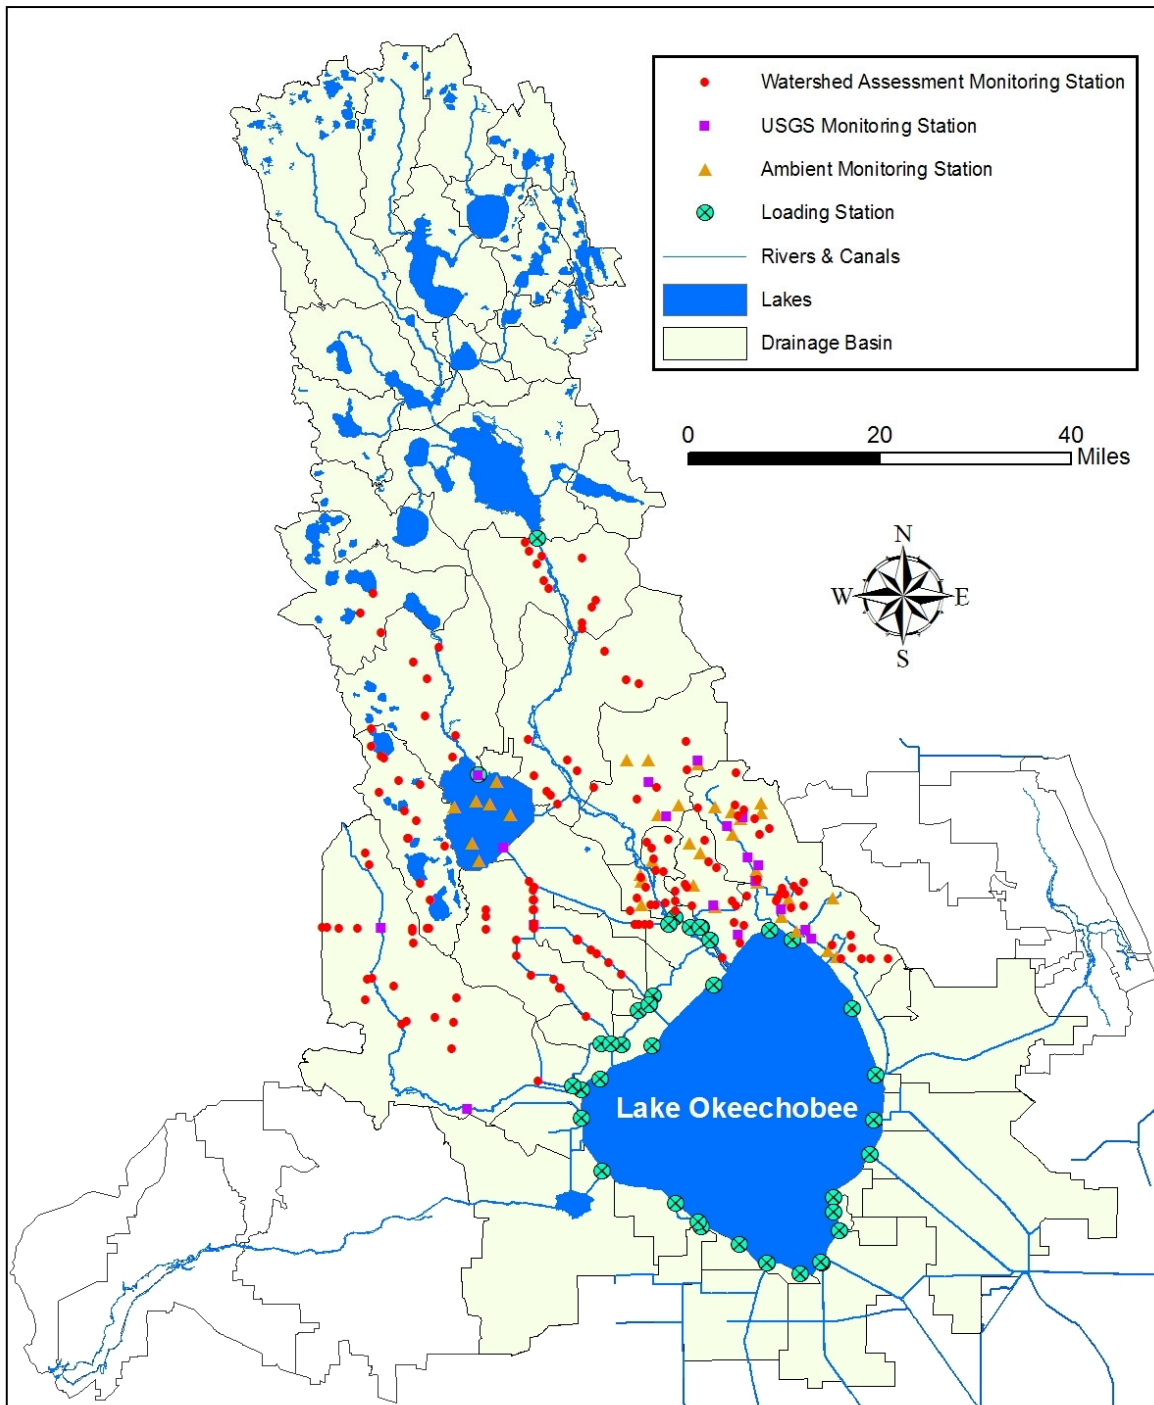 Watershed Assessment Monitoring Station
USGS Monitoring Station
Ambient Monitoring Station
Loading Station
Rivers & Canals
Lakes
Drainage Basin
0 20 40
Miles
N
W E
S
Lake Okeechobee